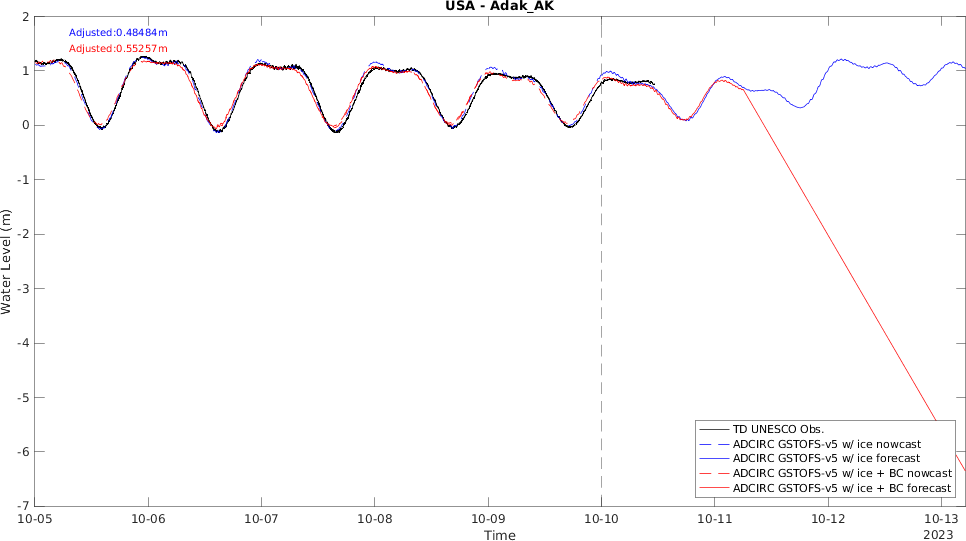 USA - Adak_AK
Adjusted:0.48484m
Adjusted:0.55257m
2
1
0
-1
-2
-3
-4
-5
-6
-7
Water Level (m)
TD UNESCO Obs.
ADCIRC GSTOFS-v5 w/ ice nowcast
ADCIRC GSTOFS-v5 w/ ice forecast
ADCIRC GSTOFS-v5 w/ ice + BC nowcast
ADCIRC GSTOFS-v5 w/ ice + BC forecast
10-05 10-06 10-07 10-08 10-09 10-10 10-11 10-12 10-13
Time
2023